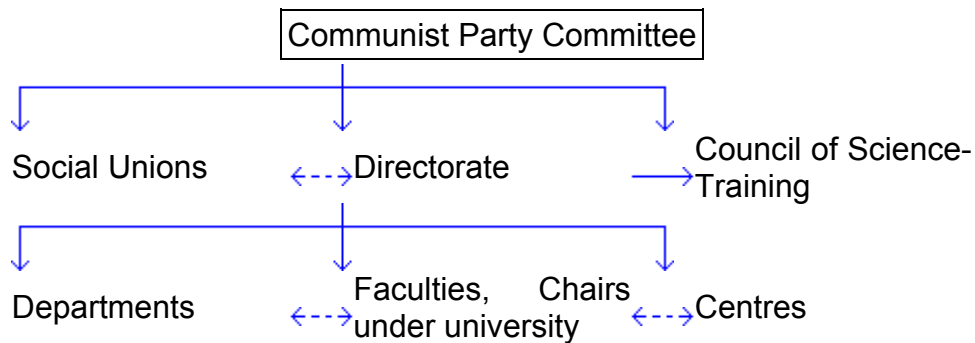 Communist Party Committee
Social Unions
Directorate
Council of Science-
Training
Departments
Faculties, Chairs
under university
Centres